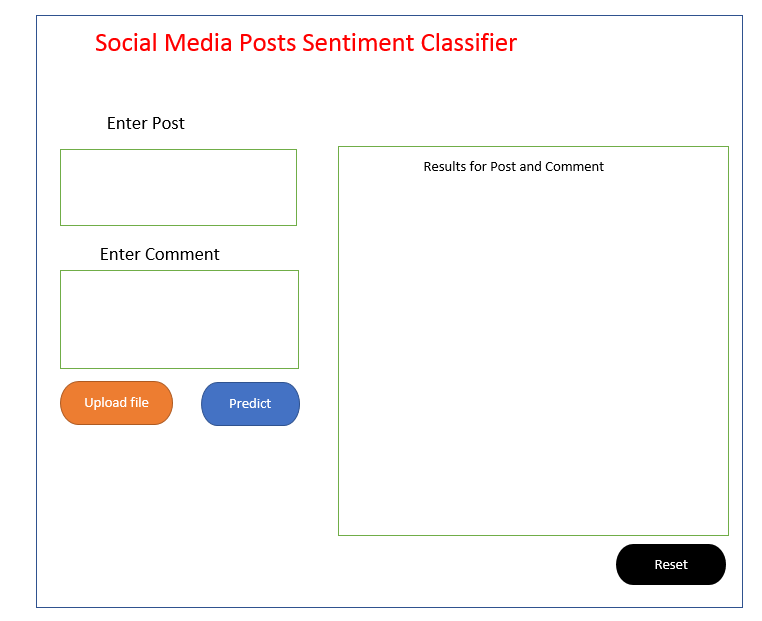 Social Media Posts Sentiment Classifier
Enter Post
Results for Post and Comment
Enter Comment
Upload file
Predict
Reset